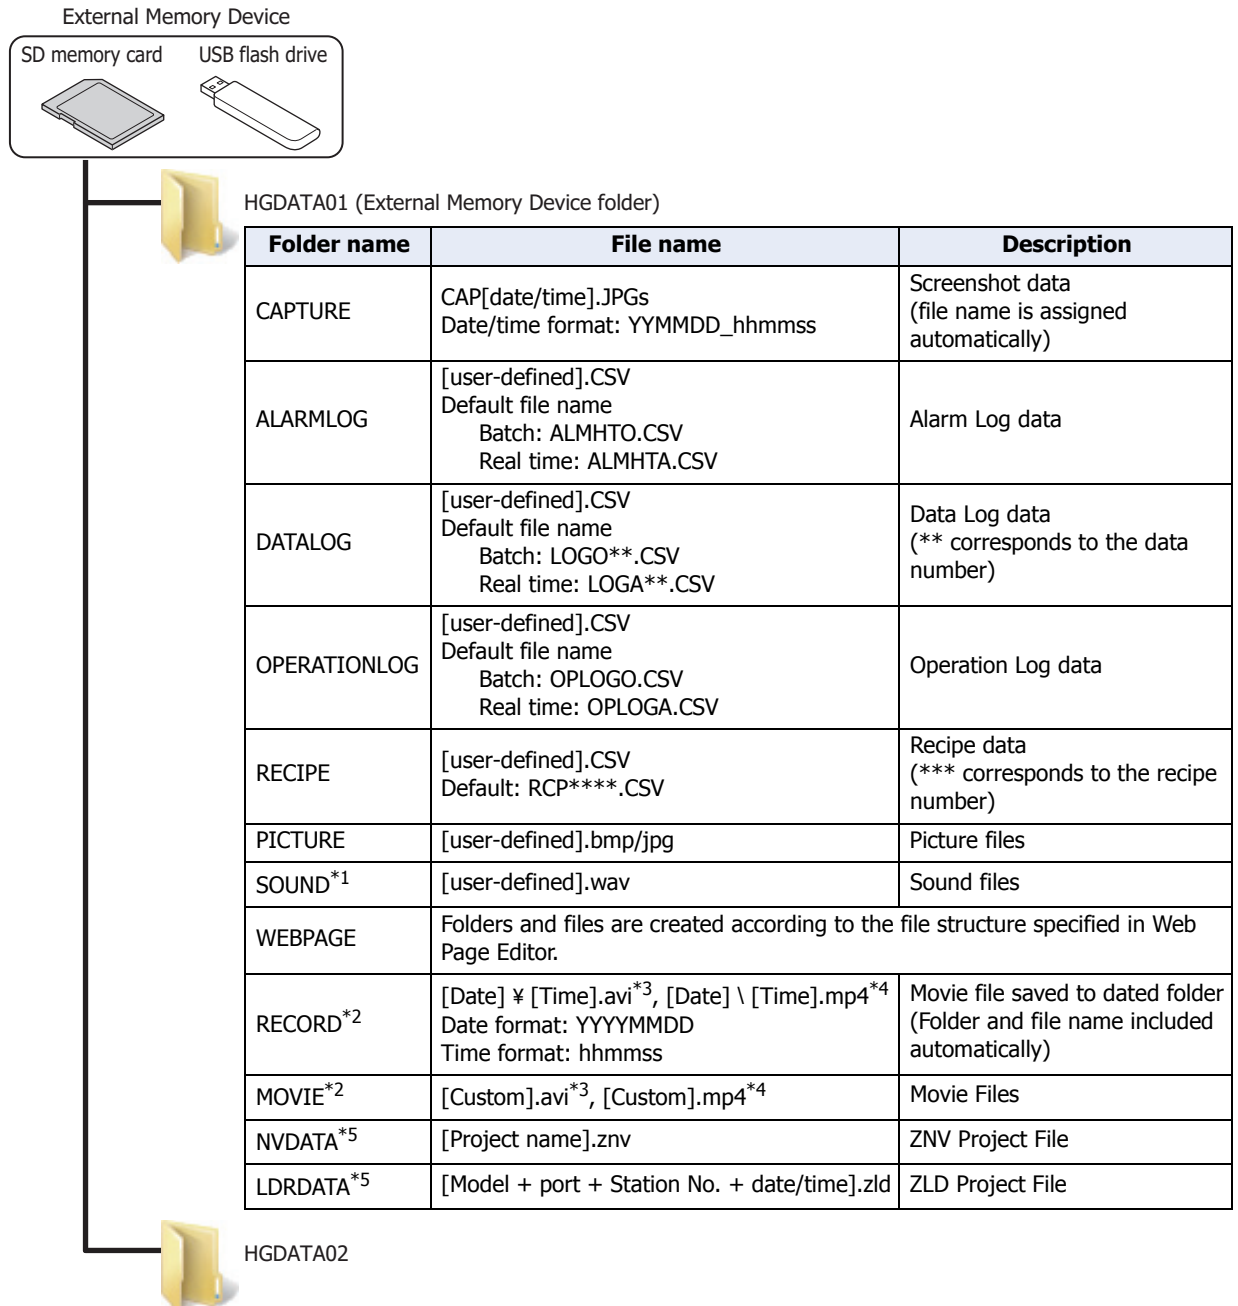 External Memory Device
SD memory card
USB flash drive
HGDATA01 (External Memory Device folder)
Folder name
File name
Description
CAPTURE
CAP[date/time].JPGs
Date/time format: YYMMDD_hhmmss
Screenshot data
(file name is assigned
automatically)
ALARMLOG
[user-defined].CSV
Default file name
Batch: ALMHTO.CSV
Real time: ALMHTA.CSV
Alarm Log data
DATALOG
[user-defined].CSV
Default file name
Batch: LOGO**.CSV
Real time: LOGA**.CSV
Data Log data
(** corresponds to the data
number)
OPERATIONLOG
[user-defined].CSV
Default file name
Batch: OPLOGO.CSV
Real time: OPLOGA.CSV
Operation Log data
RECIPE
[user-defined].CSV
Default: RCP****.CSV
Recipe data
(*** corresponds to the recipe
number)
PICTURE
[user-defined].bmp/jpg
Picture files
SOUND*1
[user-defined].wav
Sound files
WEBPAGE
Folders and files are created according to the file structure specified in Web
Page Editor.
RECORD*2
[Date] ¥ [Time].avi*3, [Date] \ [Time].mp4*4
Date format: YYYYMMDD
Time format: hhmmss
Movie file saved to dated folder
(Folder and file name included
automatically)
MOVIE*2
[Custom].avi*3, [Custom].mp4*4
Movie Files
NVDATA*5
[Project name].znv
ZNV Project File
LDRDATA*5
[Model + port + Station No. + date/time].zld
ZLD Project File
HGDATA02